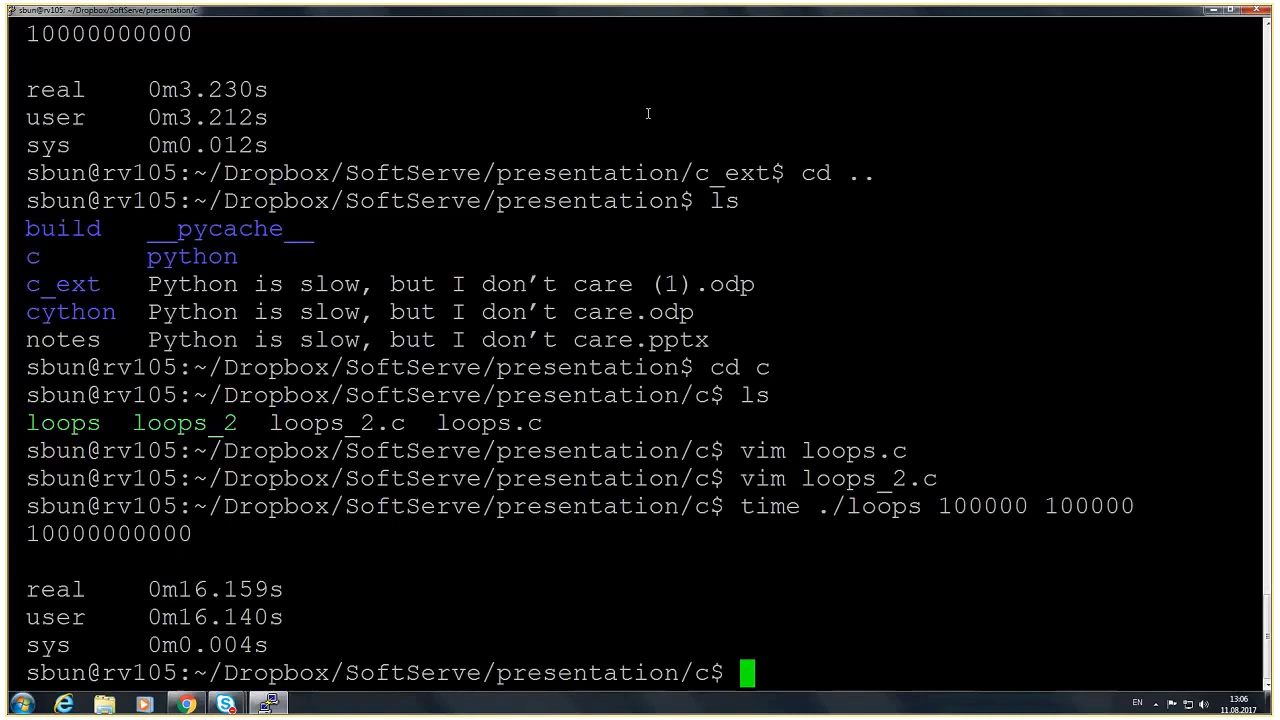 sbun@rv105: ~/Dropbox/SoftServe/presentation/c
10000000000
real 0m3.230s
user 0m3.212s
sys 0m0.012s
sbun@rv105:~/Dropbox/SoftServe/presentation/c_ext$ cd ..
sbun@rv105:~/Dropbox/SoftServe/presentation$ ls
build __pycache__
c python
c_ext Python is slow, but I don’t care (1).odp
cython Python is slow, but I don’t care.odp
notes Python is slow, but I don’t care.pptx
sbun@rv105:~/Dropbox/SoftServe/presentation$ cd c
sbun@rv105:~/Dropbox/SoftServe/presentation/c$ ls
loops loops_2 loops_2.c loops.c
sbun@rv105:~/Dropbox/SoftServe/presentation/c$ vim loops.c
sbun@rv105:~/Dropbox/SoftServe/presentation/c$ vim loops_2.c
sbun@rv105:~/Dropbox/SoftServe/presentation/c$ time ./loops 100000 100000
10000000000
real 0m16.159s
user 0m16.140s
sys 0m0.004s
sbun@rv105:~/Dropbox/SoftServe/presentation/c$
EN 13:06
11.08.2017